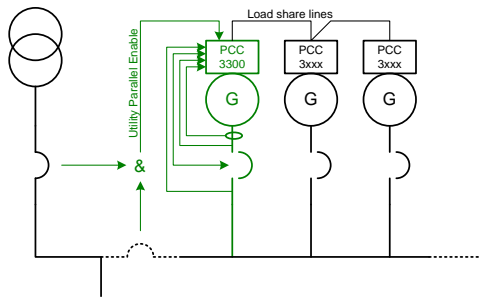 Load share lines
Utility Parallel Enable
PCC
3300
PCC
3xxx
PCC
3xxx
G
G
G
&